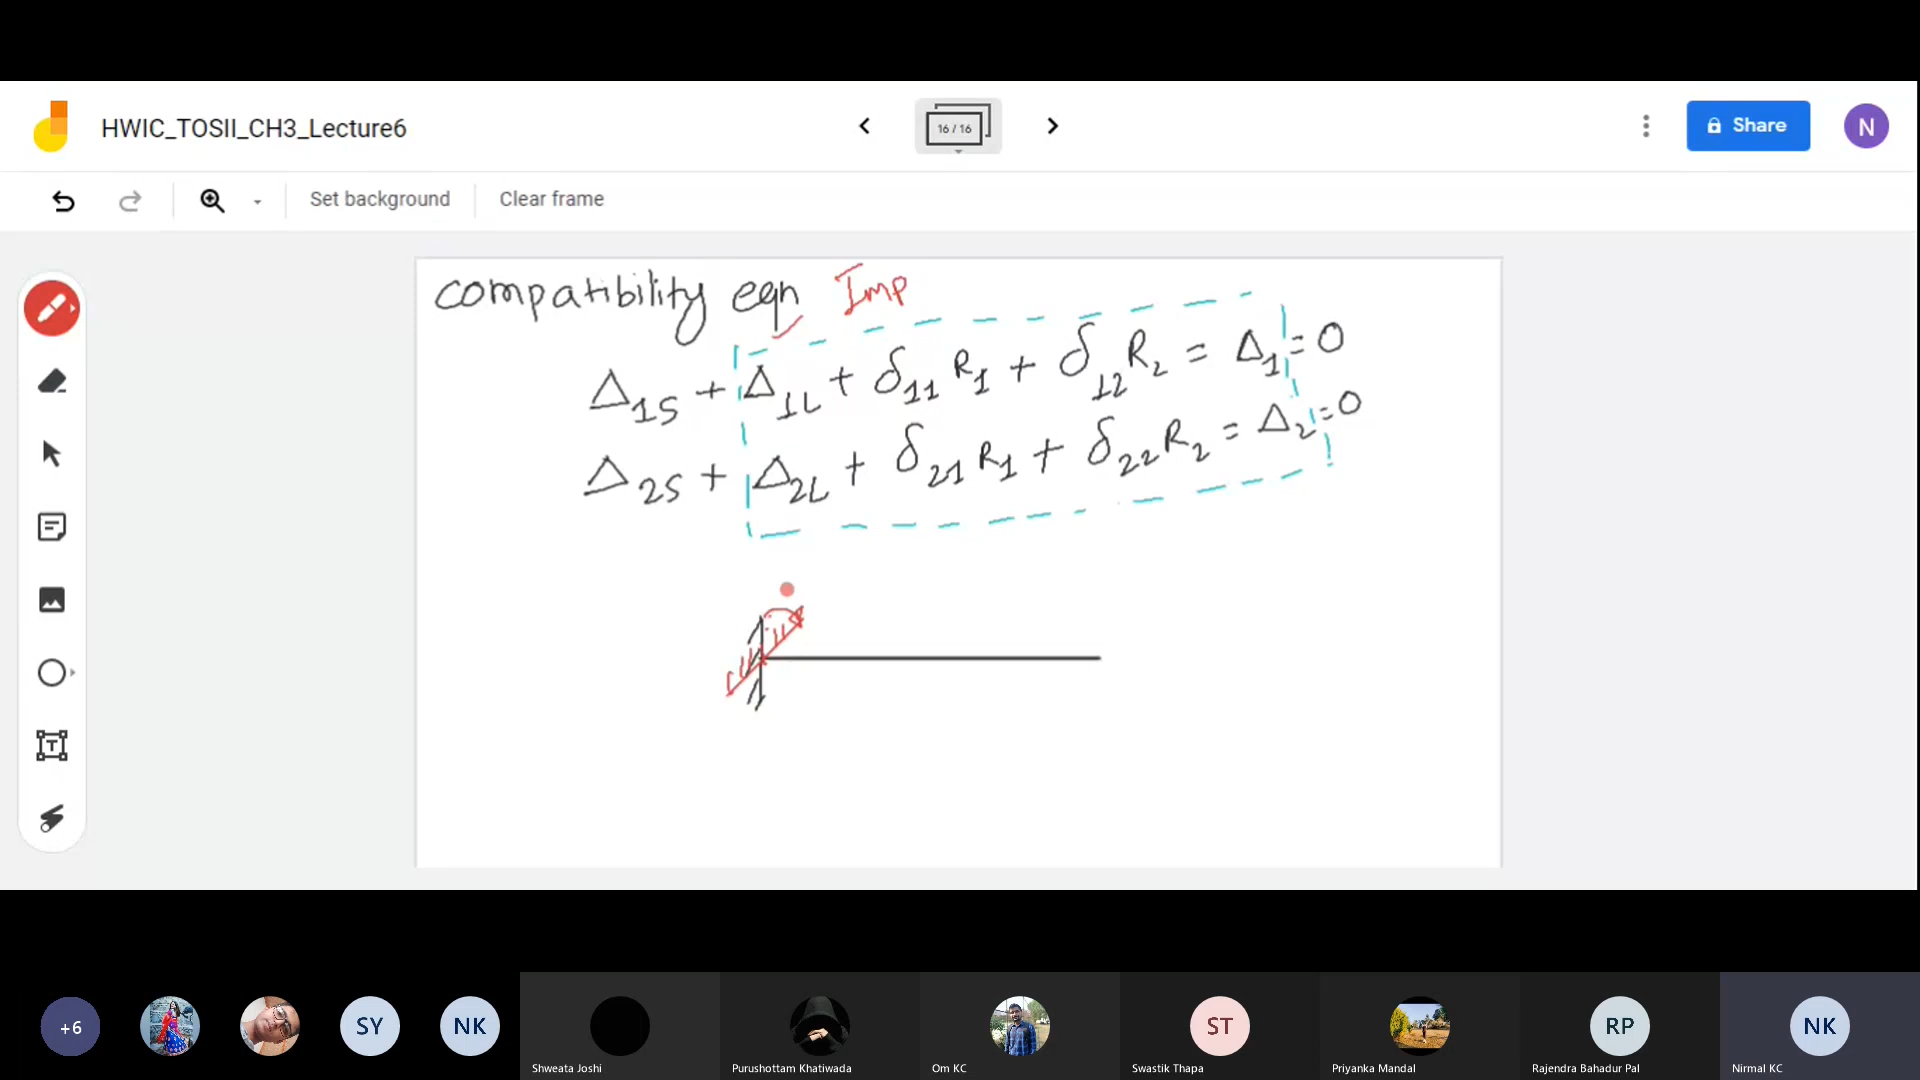 HWIC_TOSII_CH3_Lecture6
16 / 16
Share
N
Set background
Clear frame
compatibility eqn Imp
Δ1S + Δ1L + δ11 R1 + δ12 R2 = Δ1 = 0
Δ2S + Δ2L + δ21 R1 + δ22 R2 = Δ2 = 0
T
+6
SY
NK
ST
RP
NK
Shweata Joshi
Purushottam Khatiwada
Om KC
Swastik Thapa
Priyanka Mandal
Rajendra Bahadur Pal
Nirmal KC